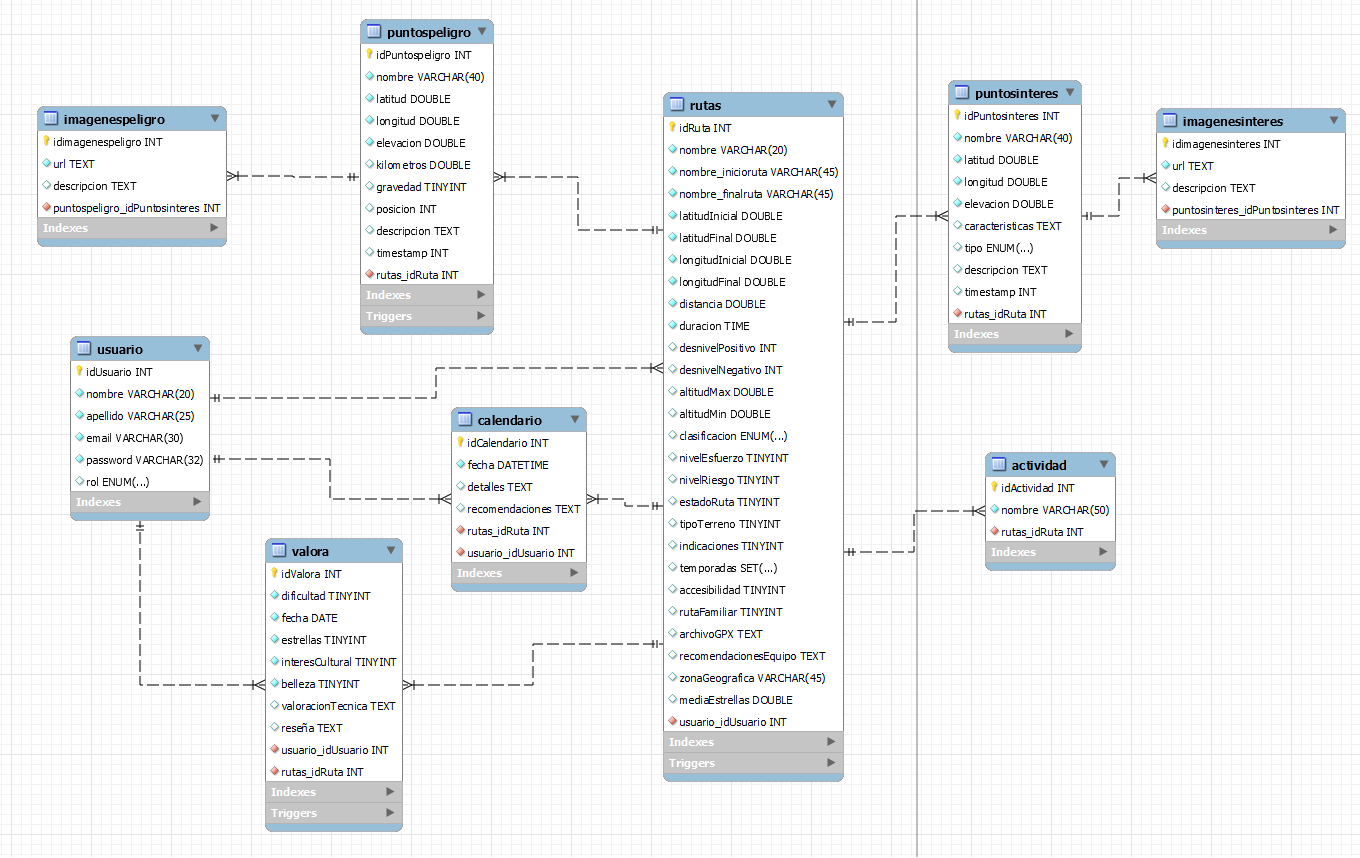 puntospeligro
idPuntospeligro INT
nombre VARCHAR(40)
latitud DOUBLE
longitud DOUBLE
elevacion DOUBLE
kilometros DOUBLE
gravedad TINYINT
posicion INT
descripcion TEXT
timestamp INT
rutas_idRuta INT
Indexes
Triggers
imagenespeligro
idimagenespeligro INT
url TEXT
descripcion TEXT
puntospeligro_idPuntosinteres INT
Indexes
rutas
idRuta INT
nombre VARCHAR(20)
nombre_inicioruta VARCHAR(45)
nombre_finalruta VARCHAR(45)
latitudInicial DOUBLE
latitudFinal DOUBLE
longitudInicial DOUBLE
longitudFinal DOUBLE
distancia DOUBLE
duracion TIME
desnivelPositivo INT
desnivelNegativo INT
altitudMax DOUBLE
altitudMin DOUBLE
clasificacion ENUM(...)
nivelEsfuerzo TINYINT
nivelRiesgo TINYINT
estadoRuta TINYINT
tipoTerreno TINYINT
indicaciones TINYINT
temporadas SET(...)
accesibilidad TINYINT
rutaFamiliar TINYINT
archivoGPX TEXT
recomendacionesEquipo TEXT
zonaGeografica VARCHAR(45)
mediaEstrellas DOUBLE
usuario_idUsuario INT
Indexes
Triggers
puntosinteres
idPuntosinteres INT
nombre VARCHAR(40)
latitud DOUBLE
longitud DOUBLE
elevacion DOUBLE
caracteristicas TEXT
tipo ENUM(...)
descripcion TEXT
timestamp INT
rutas_idRuta INT
Indexes
imagenesinteres
idimagenesinteres INT
url TEXT
descripcion TEXT
puntosinteres_idPuntosinteres INT
Indexes
usuario
idUsuario INT
nombre VARCHAR(20)
apellido VARCHAR(25)
email VARCHAR(30)
password VARCHAR(32)
rol ENUM(...)
Indexes
calendario
idCalendario INT
fecha DATETIME
detalles TEXT
recomendaciones TEXT
rutas_idRuta INT
usuario_idUsuario INT
Indexes
actividad
idActividad INT
nombre VARCHAR(50)
rutas_idRuta INT
Indexes
valora
idValora INT
dificultad TINYINT
fecha DATE
estrellas TINYINT
interesCultural TINYINT
belleza TINYINT
valoracionTecnica TEXT
reseña TEXT
usuario_idUsuario INT
rutas_idRuta INT
Indexes
Triggers